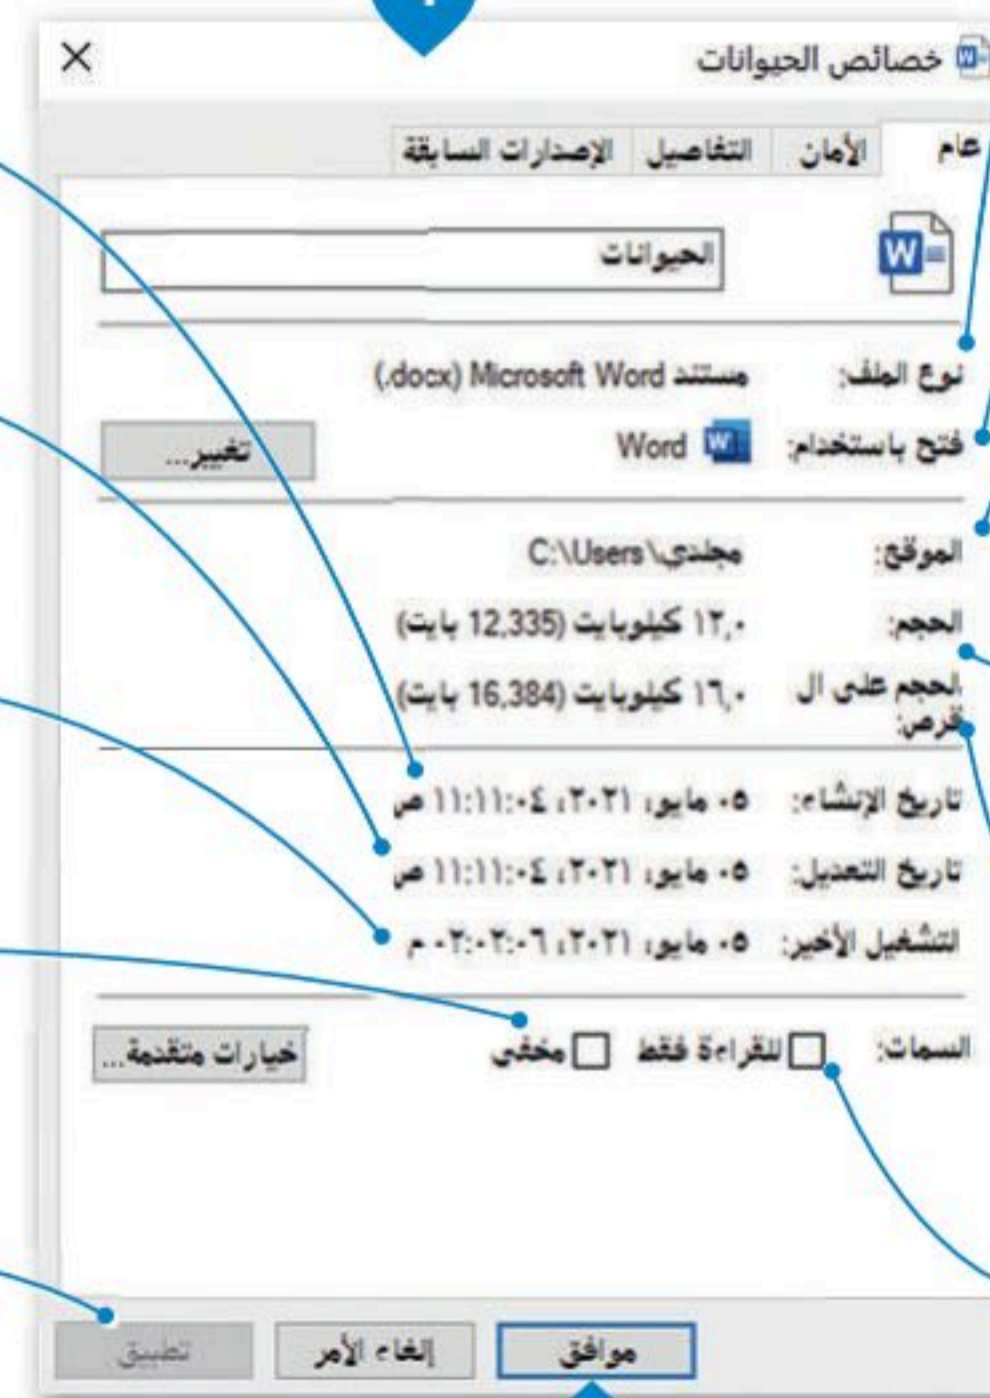 خصائص الحيوانات
عام الأمان التفاصيل الإصدارات السابقة
الحيوانات
نوع الملف: مستند Microsoft Word (.docx)
فتح باستخدام: Word تغيير...
الموقع: C:\Users\مجلدي
الحجم: ١٢,٠ كيلوبايت (12,335 بايت)
الحجم على ال
قرص: ١٦,٠ كيلوبايت (16,384 بايت)
تاريخ الإنشاء: ٠٥ مايو، ٢٠٢١، ١١:١١:٠٤ ص
تاريخ التعديل: ٠٥ مايو، ٢٠٢١، ١١:١١:٠٤ ص
التشغيل الأخير: ٠٥ مايو، ٢٠٢١، ٠٢:٠٢:٠٦ م
السمات: للقراءة فقط مخفي خيارات متقدمة...
موافق إلغاء الأمر تطبيق